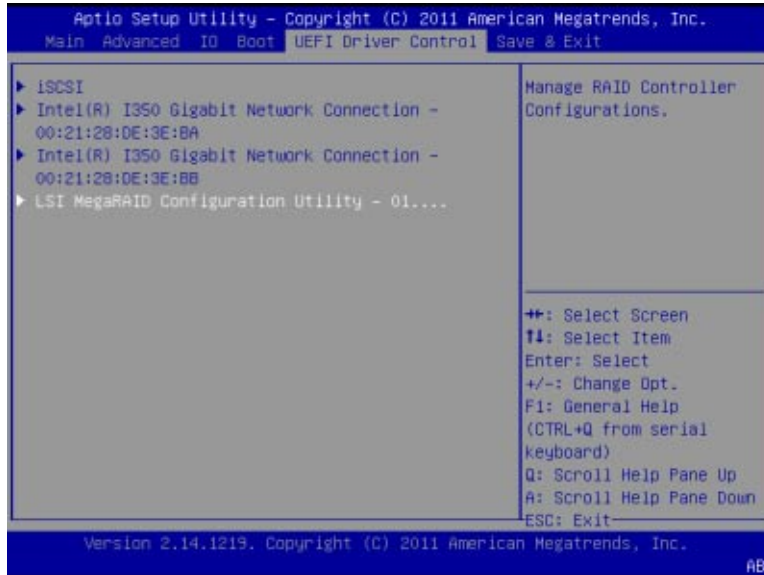 Aptio Setup Utility – Copyright (C) 2011 American Megatrends, Inc.
Main Advanced IO Boot UEFI Driver Control Save & Exit
iSCSI
Intel(R) I350 Gigabit Network Connection -
00:21:28:DE:3E:BA
Intel(R) I350 Gigabit Network Connection -
00:21:28:DE:3E:BB
LSI MegaRAID Configuration Utility - 01....
Manage RAID Controller
Configurations.
→←: Select Screen
↑↓: Select Item
Enter: Select
+/-: Change Opt.
F1: General Help
(CTRL+Q from serial
keyboard)
Q: Scroll Help Pane Up
A: Scroll Help Pane Down
ESC: Exit
Version 2.14.1219. Copyright (C) 2011 American Megatrends, Inc.
AB